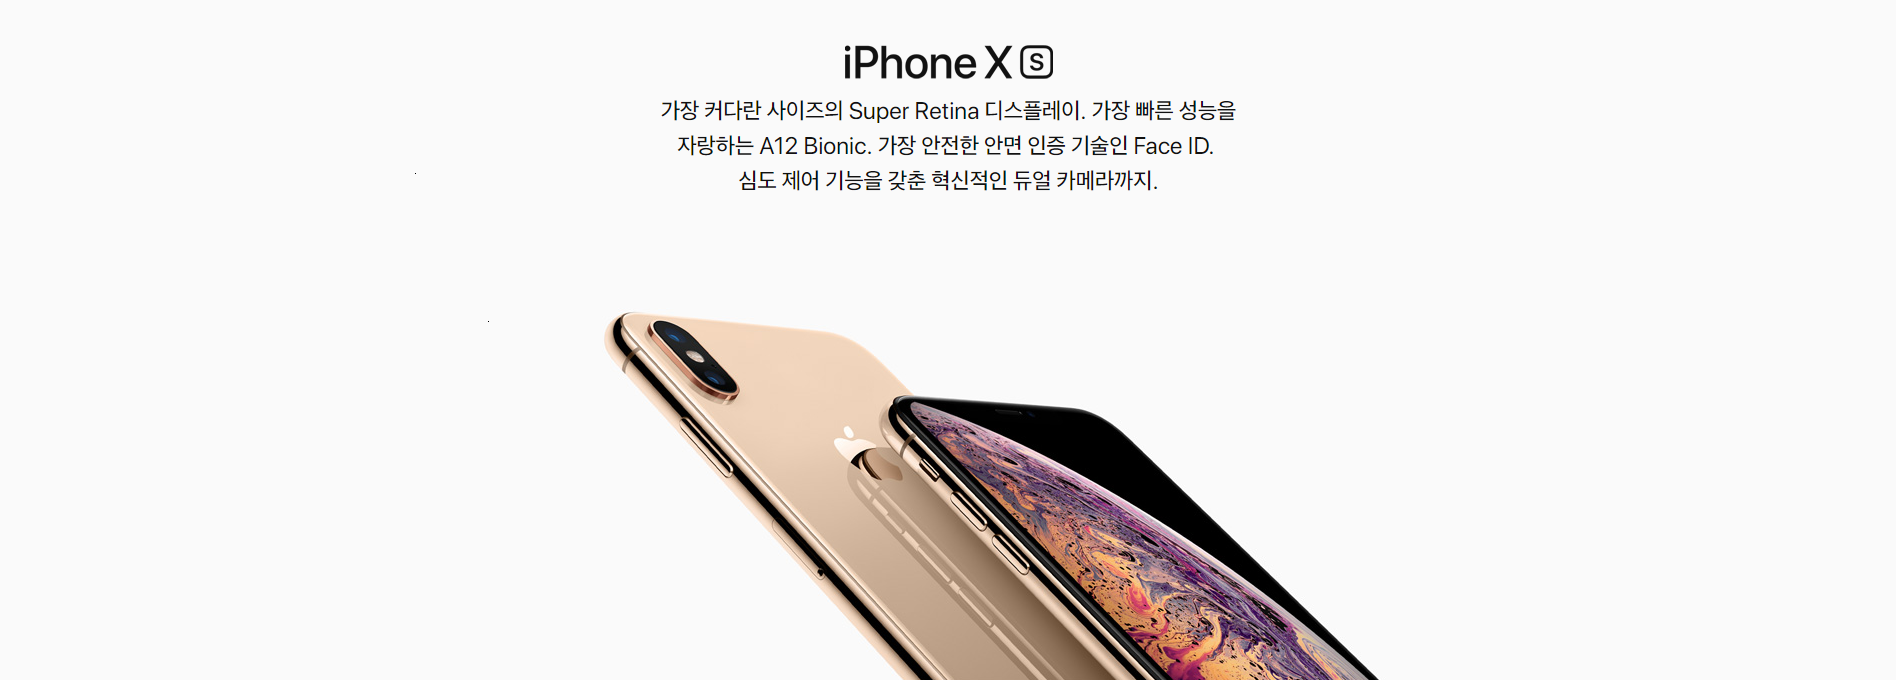 iPhone XS
가장 커다란 사이즈의 Super Retina 디스플레이. 가장 빠른 성능을
자랑하는 A12 Bionic. 가장 안전한 안면 인증 기술인 Face ID.
심도 제어 기능을 갖춘 혁신적인 듀얼 카메라까지.